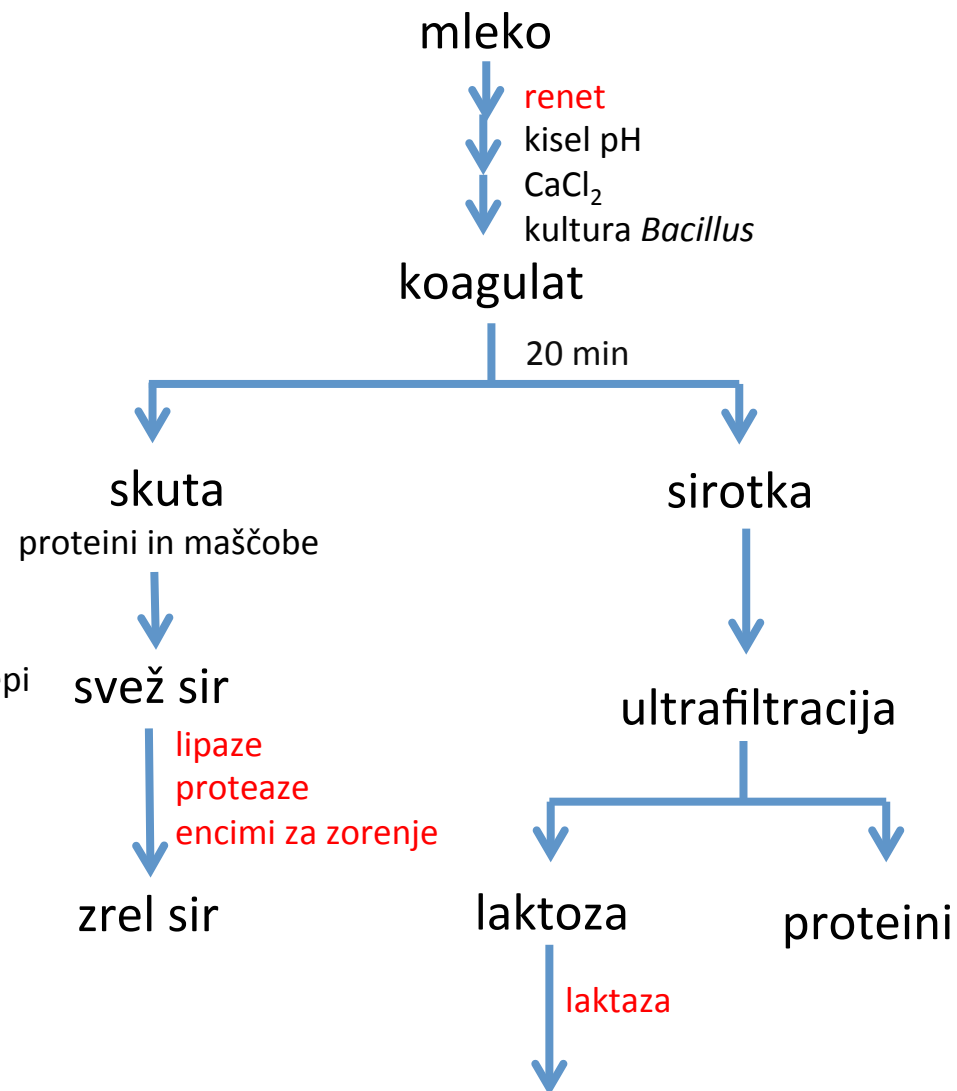 mleko
renet
kisel pH
CaCl₂
kultura Bacillus
koagulat
20 min
skuta
proteini in maščobe
sirotka
pi
svež sir
lipaze
proteaze
encimi za zorenje
zrel sir
ultrafiltracija
laktoza
proteini
laktaza